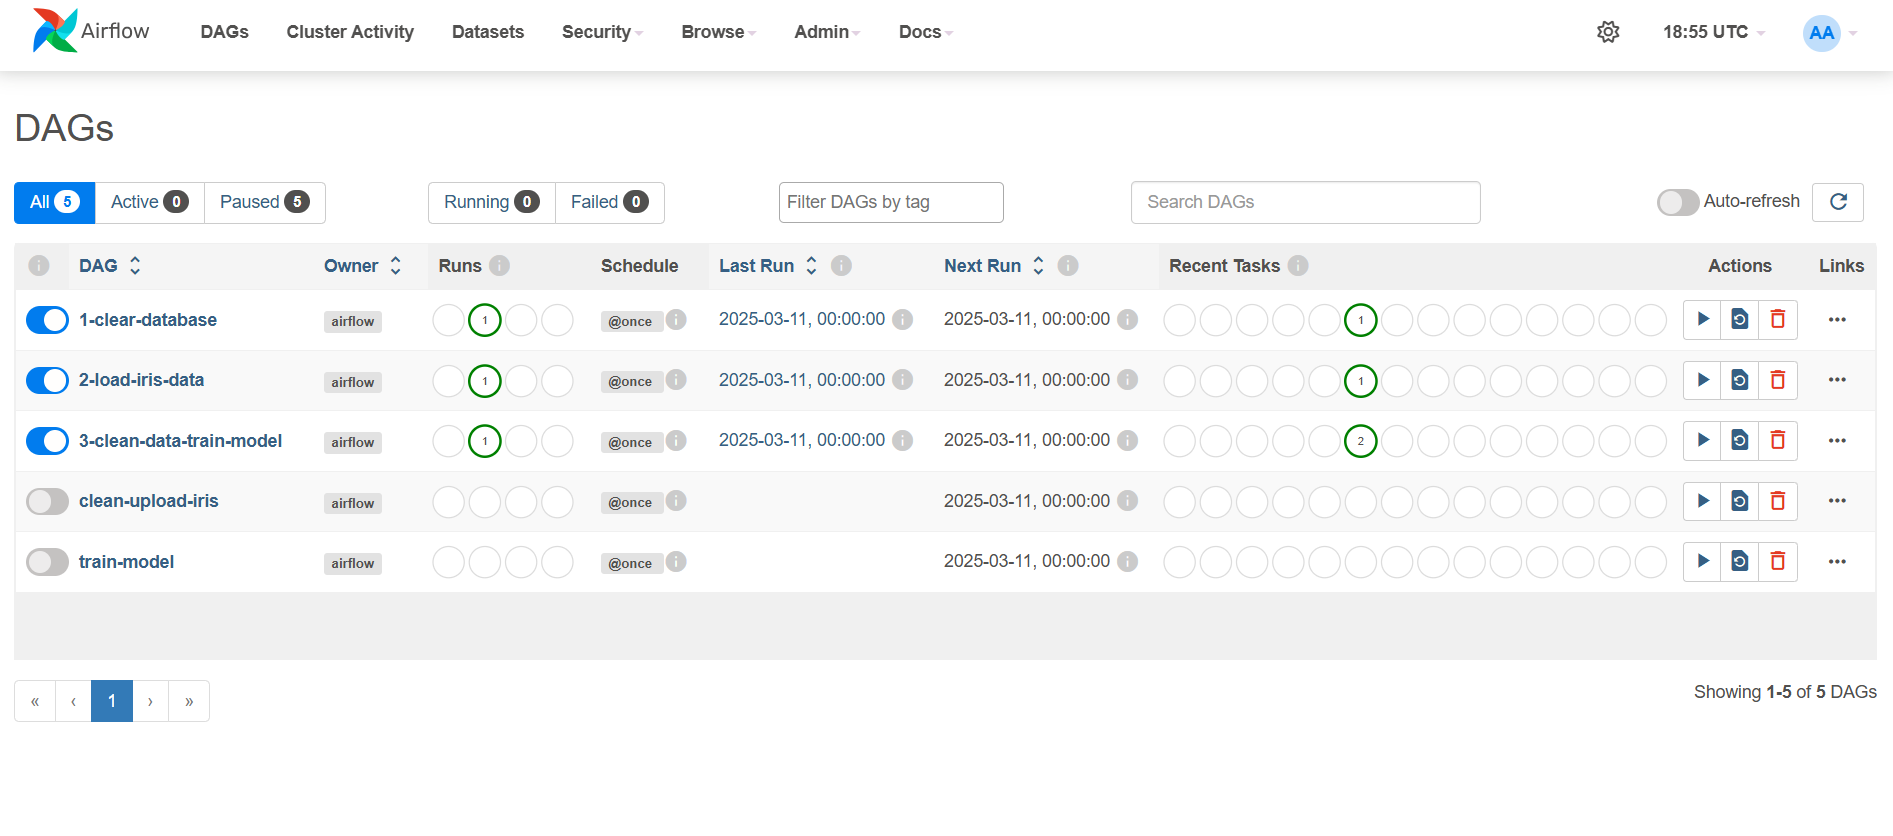 Airflow DAGs Cluster Activity Datasets Security Browse Admin Docs 18:55 UTC AA
DAGs
All 5 Active 0 Paused 5 Running 0 Failed 0 Filter DAGs by tag Search DAGs Auto-refresh
i DAG Owner Runs i Schedule Last Run i Next Run i Recent Tasks i Actions Links
1-clear-database airflow 1 @once i 2025-03-11, 00:00:00 i 2025-03-11, 00:00:00 i 1 ...
2-load-iris-data airflow 1 @once i 2025-03-11, 00:00:00 i 2025-03-11, 00:00:00 i 1 ...
3-clean-data-train-model airflow 1 @once i 2025-03-11, 00:00:00 i 2025-03-11, 00:00:00 i 2 ...
clean-upload-iris airflow @once i 2025-03-11, 00:00:00 i ...
train-model airflow @once i 2025-03-11, 00:00:00 i ...
« ‹ 1 › » Showing 1-5 of 5 DAGs